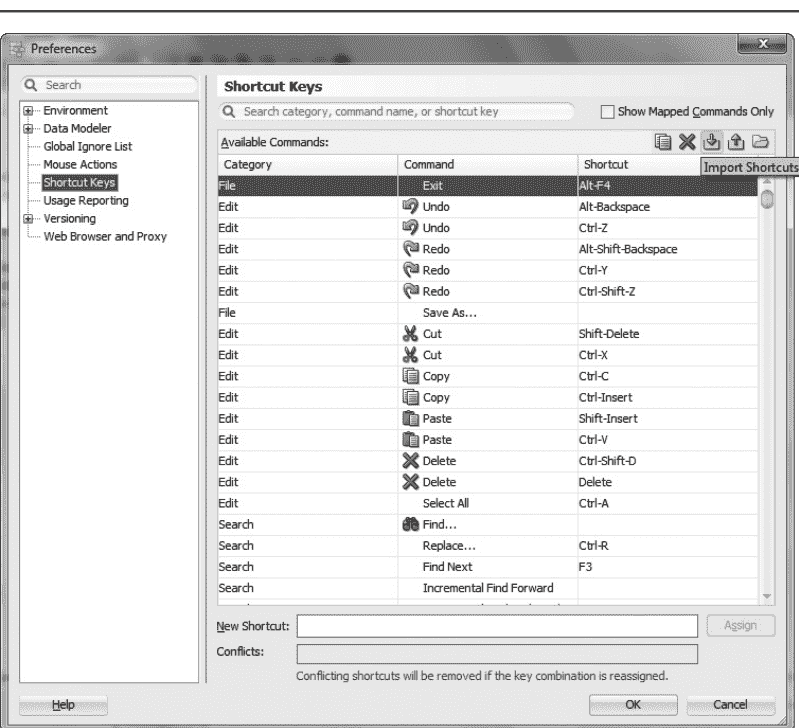 Preferences
Search
Environment
Data Modeler
Global Ignore List
Mouse Actions
Shortcut Keys
Usage Reporting
Versioning
Web Browser and Proxy
Shortcut Keys
Search category, command name, or shortcut key
Show Mapped Commands Only
Available Commands:
Import Shortcuts
Category Command Shortcut
File Exit Alt-F4
Edit Undo Alt-Backspace
Edit Undo Ctrl-Z
Edit Redo Alt-Shift-Backspace
Edit Redo Ctrl-Y
Edit Redo Ctrl-Shift-Z
File Save As...
Edit Cut Shift-Delete
Edit Cut Ctrl-X
Edit Copy Ctrl-C
Edit Copy Ctrl-Insert
Edit Paste Shift-Insert
Edit Paste Ctrl-V
Edit Delete Ctrl-Shift-D
Edit Delete Delete
Edit Select All Ctrl-A
Search Find...
Search Replace... Ctrl-R
Search Find Next F3
Search Incremental Find Forward
New Shortcut: Assign
Conflicts:
Conflicting shortcuts will be removed if the key combination is reassigned.
Help OK Cancel